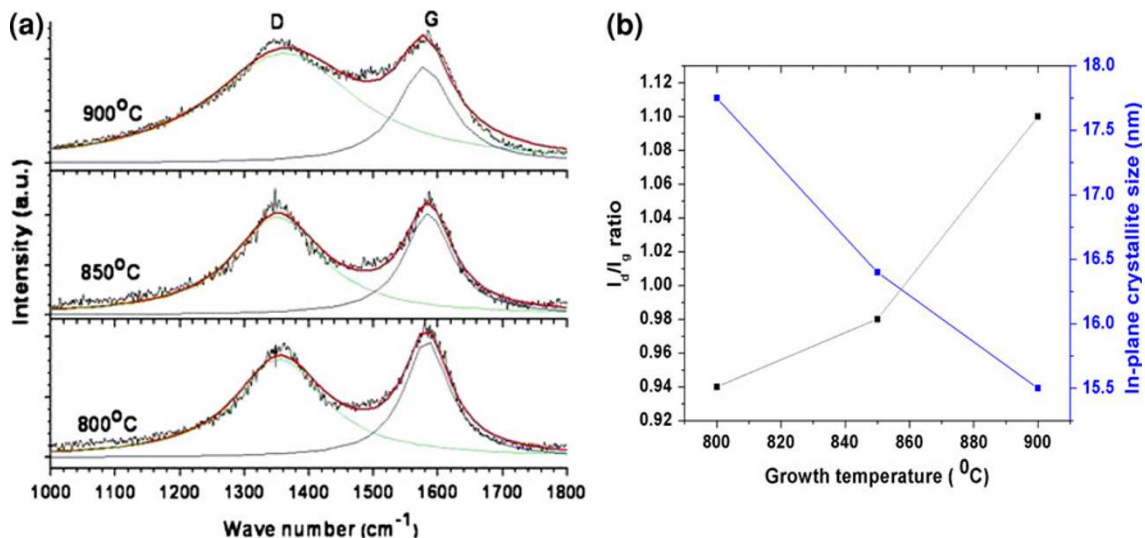 (a)
D
G
900°C
850°C
800°C
Intensity (a.u.)
1000 1100 1200 1300 1400 1500 1600 1700 1800
Wave number (cm⁻¹)
(b)
1.12
1.10
1.08
1.06
1.04
1.02
1.00
0.98
0.96
0.94
0.92
I_d/I_g ratio
18.0
17.5
17.0
16.5
16.0
15.5
In-plane crystallite size (nm)
800 820 840 860 880 900
Growth temperature ( ⁰C)